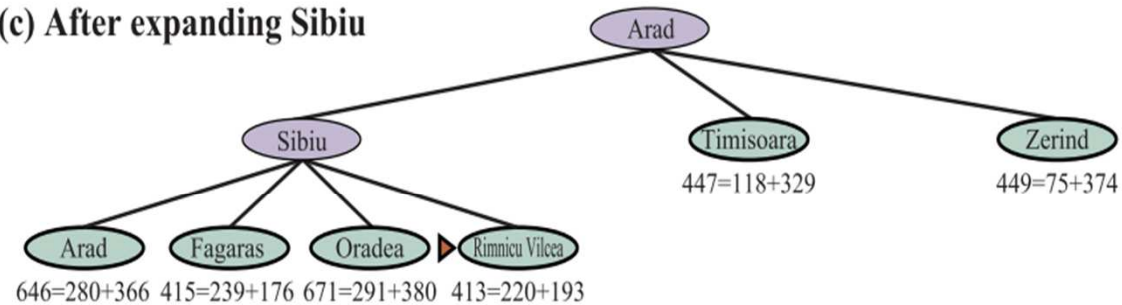 (c) After expanding Sibiu
Arad
Sibiu
Timisoara
Zerind
447=118+329
449=75+374
Arad
Fagaras
Oradea
Rimnicu Vilcea
646=280+366
415=239+176
671=291+380
413=220+193